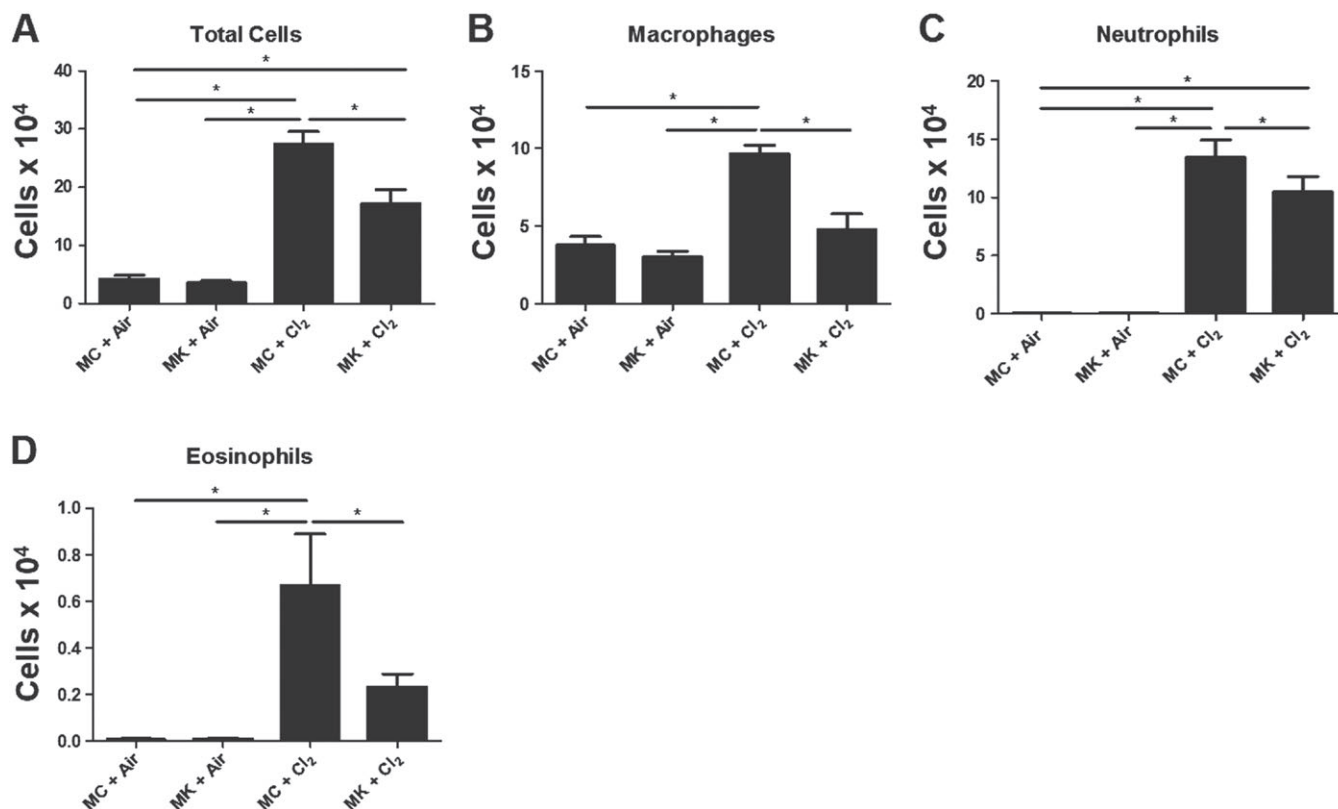 A
Total Cells
Cells x 10⁴
40
30
20
10
0
* * * *
MC + Air MK + Air MC + Cl₂ MK + Cl₂
B
Macrophages
Cells x 10⁴
15
10
5
0
* * *
MC + Air MK + Air MC + Cl₂ MK + Cl₂
C
Neutrophils
Cells x 10⁴
20
15
10
5
0
* * * *
MC + Air MK + Air MC + Cl₂ MK + Cl₂
D
Eosinophils
Cells x 10⁴
1.0
0.8
0.6
0.4
0.2
0.0
* * *
MC + Air MK + Air MC + Cl₂ MK + Cl₂